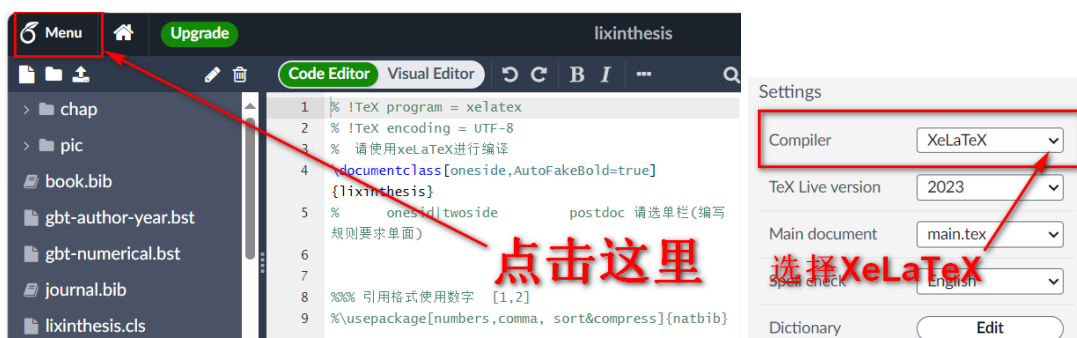 Menu
Upgrade
lixinthesis
Code Editor
Visual Editor
B I
chap
pic
book.bib
gbt-author-year.bst
gbt-numerical.bst
journal.bib
lixinthesis.cls
1 % !TeX program = xelatex
2 % !TeX encoding = UTF-8
3 % 请使用xeLaTeX进行编译
4 \documentclass[oneside,AutoFakeBold=true]
{lixinthesis}
5 % onesid|twoside postdoc 请选单栏(编写
规则要求单面)
6
7
8 %%% 引用格式使用数字 [1,2]
9 %\usepackage[numbers,comma, sort&compress]{natbib}
点击这里
Settings
Compiler XeLaTeX
TeX Live version 2023
Main document main.tex
选择XeLaTeX
Spell check English
Dictionary Edit